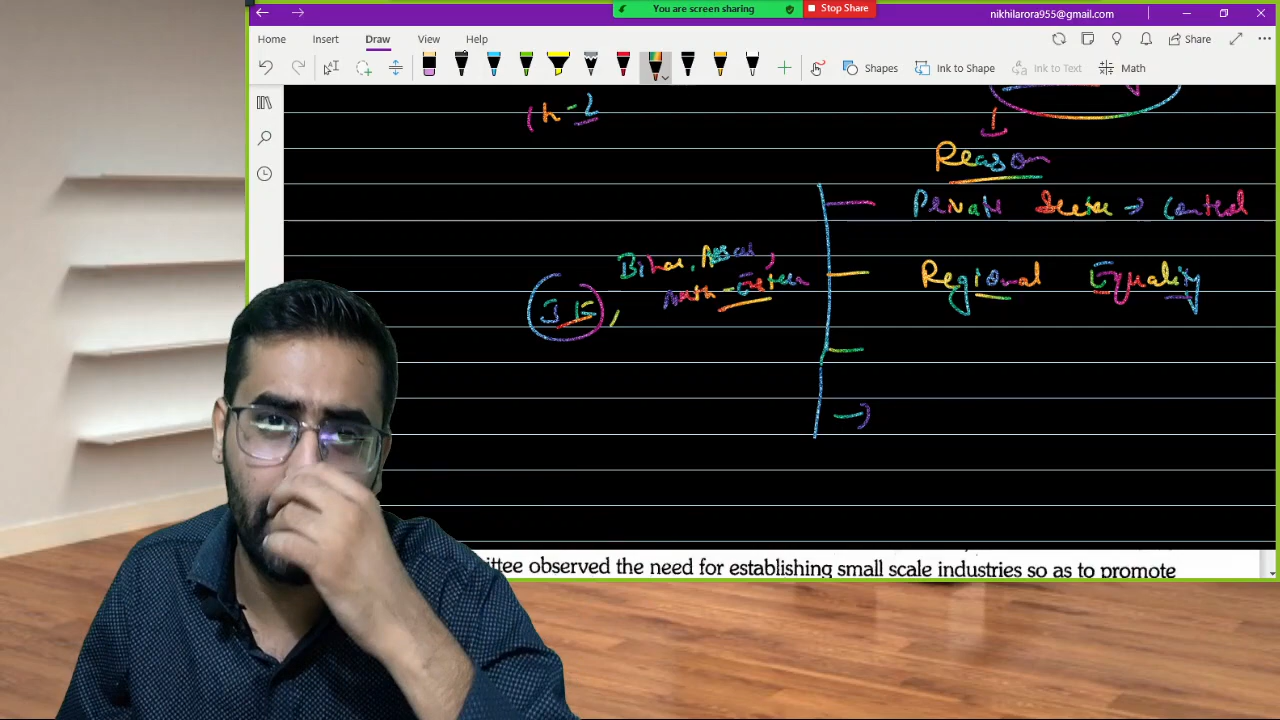 You are screen sharing
Stop Share
nikhilarora955@gmail.com
Home Insert Draw View Help
Share
Shapes
Ink to Shape
Ink to Text
Math
Reason
Private Sector → Control
Bihar, Assam,
North-Eastern
Regional Equality
ittee observed the need for establishing small scale industries so as to promote